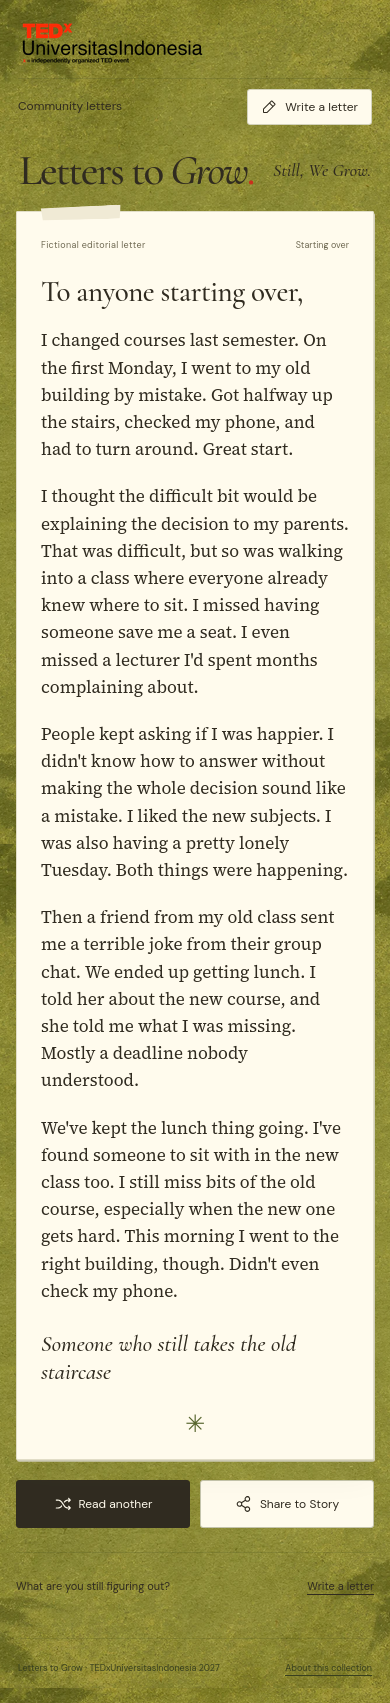 TEDx
UniversitasIndonesia
x = independently organized TED event
Community letters
Write a letter
Letters to Grow.
Still, We Grow.
Fictional editorial letter
Starting over
To anyone starting over,
I changed courses last semester. On
the first Monday, I went to my old
building by mistake. Got halfway up
the stairs, checked my phone, and
had to turn around. Great start.
I thought the difficult bit would be
explaining the decision to my parents.
That was difficult, but so was walking
into a class where everyone already
knew where to sit. I missed having
someone save me a seat. I even
missed a lecturer I'd spent months
complaining about.
People kept asking if I was happier. I
didn't know how to answer without
making the whole decision sound like
a mistake. I liked the new subjects. I
was also having a pretty lonely
Tuesday. Both things were happening.
Then a friend from my old class sent
me a terrible joke from their group
chat. We ended up getting lunch. I
told her about the new course, and
she told me what I was missing.
Mostly a deadline nobody
understood.
We've kept the lunch thing going. I've
found someone to sit with in the new
class too. I still miss bits of the old
course, especially when the new one
gets hard. This morning I went to the
right building, though. Didn't even
check my phone.
Someone who still takes the old
staircase
Read another
Share to Story
What are you still figuring out?
Write a letter
Letters to Grow · TEDxUniversitasIndonesia 2027
About this collection